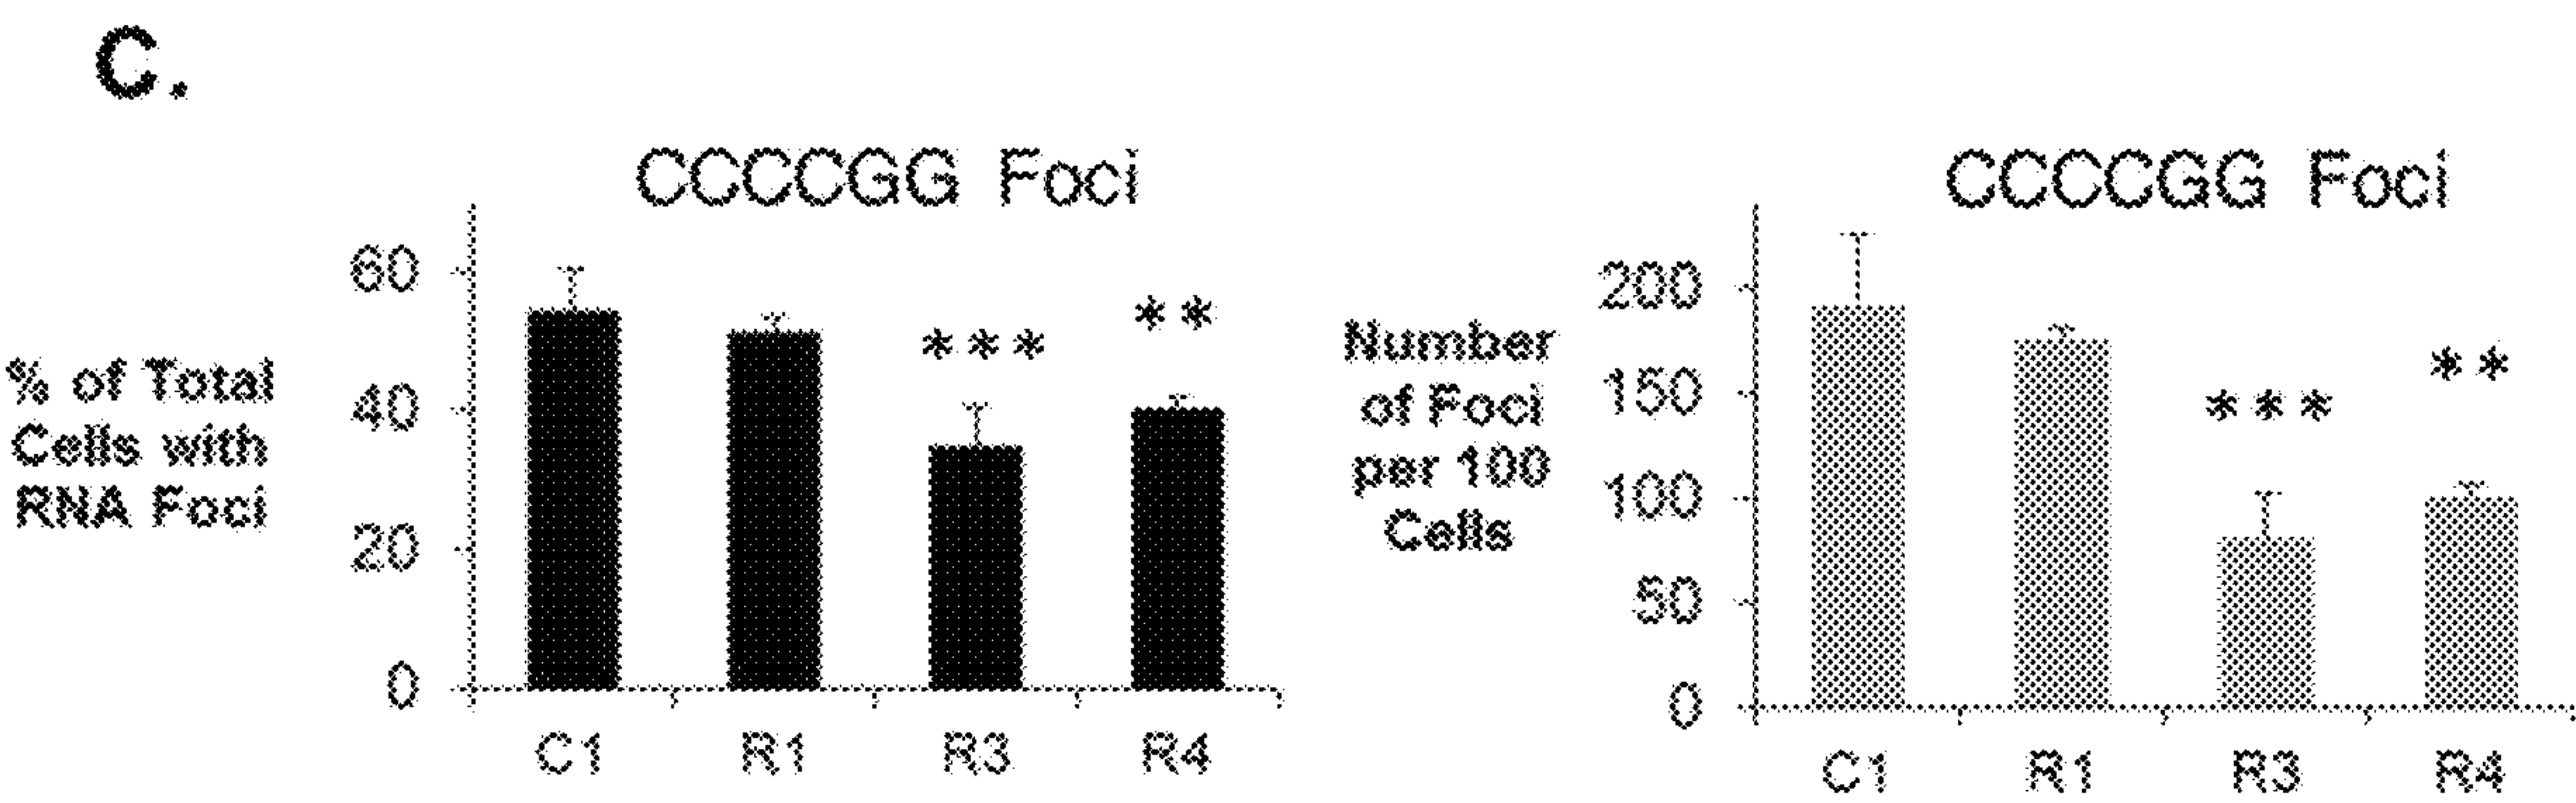 C.
CCCCGG Foci
% of Total
Cells with
RNA Foci
60
40
20
0
***
**
C1 R1 R3 R4
CCCCGG Foci
Number
of Foci
per 100
Cells
200
150
100
50
0
***
**
C1 R1 R3 R4